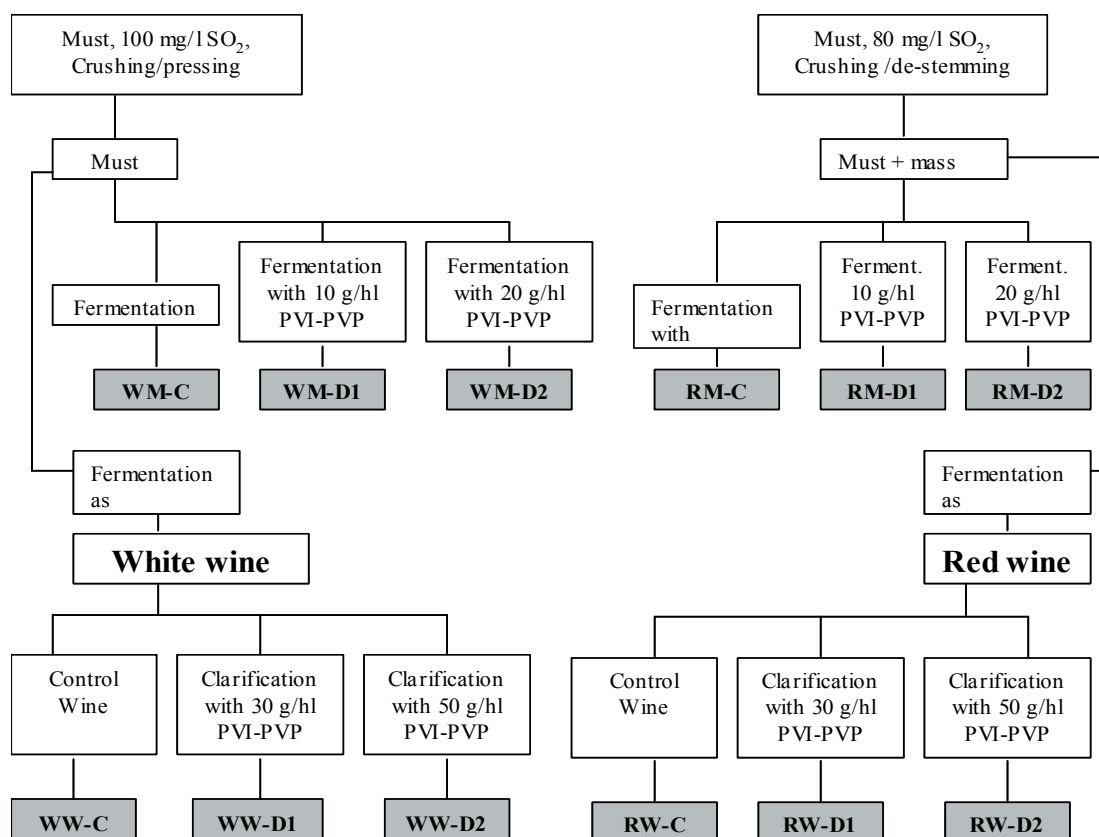 Must, 100 mg/l SO₂,
Crushing/pressing
Must, 80 mg/l SO₂,
Crushing /de-stemming
Must
Must + mass
Fermentation
Fermentation
with 10 g/hl
PVI-PVP
Fermentation
with 20 g/hl
PVI-PVP
Fermentation
with
Ferment.
10 g/hl
PVI-PVP
Ferment.
20 g/hl
PVI-PVP
WM-C
WM-D1
WM-D2
RM-C
RM-D1
RM-D2
Fermentation
as
Fermentation
as
White wine
Red wine
Control
Wine
Clarification
with 30 g/hl
PVI-PVP
Clarification
with 50 g/hl
PVI-PVP
Control
Wine
Clarification
with 30 g/hl
PVI-PVP
Clarification
with 50 g/hl
PVI-PVP
WW-C
WW-D1
WW-D2
RW-C
RW-D1
RW-D2